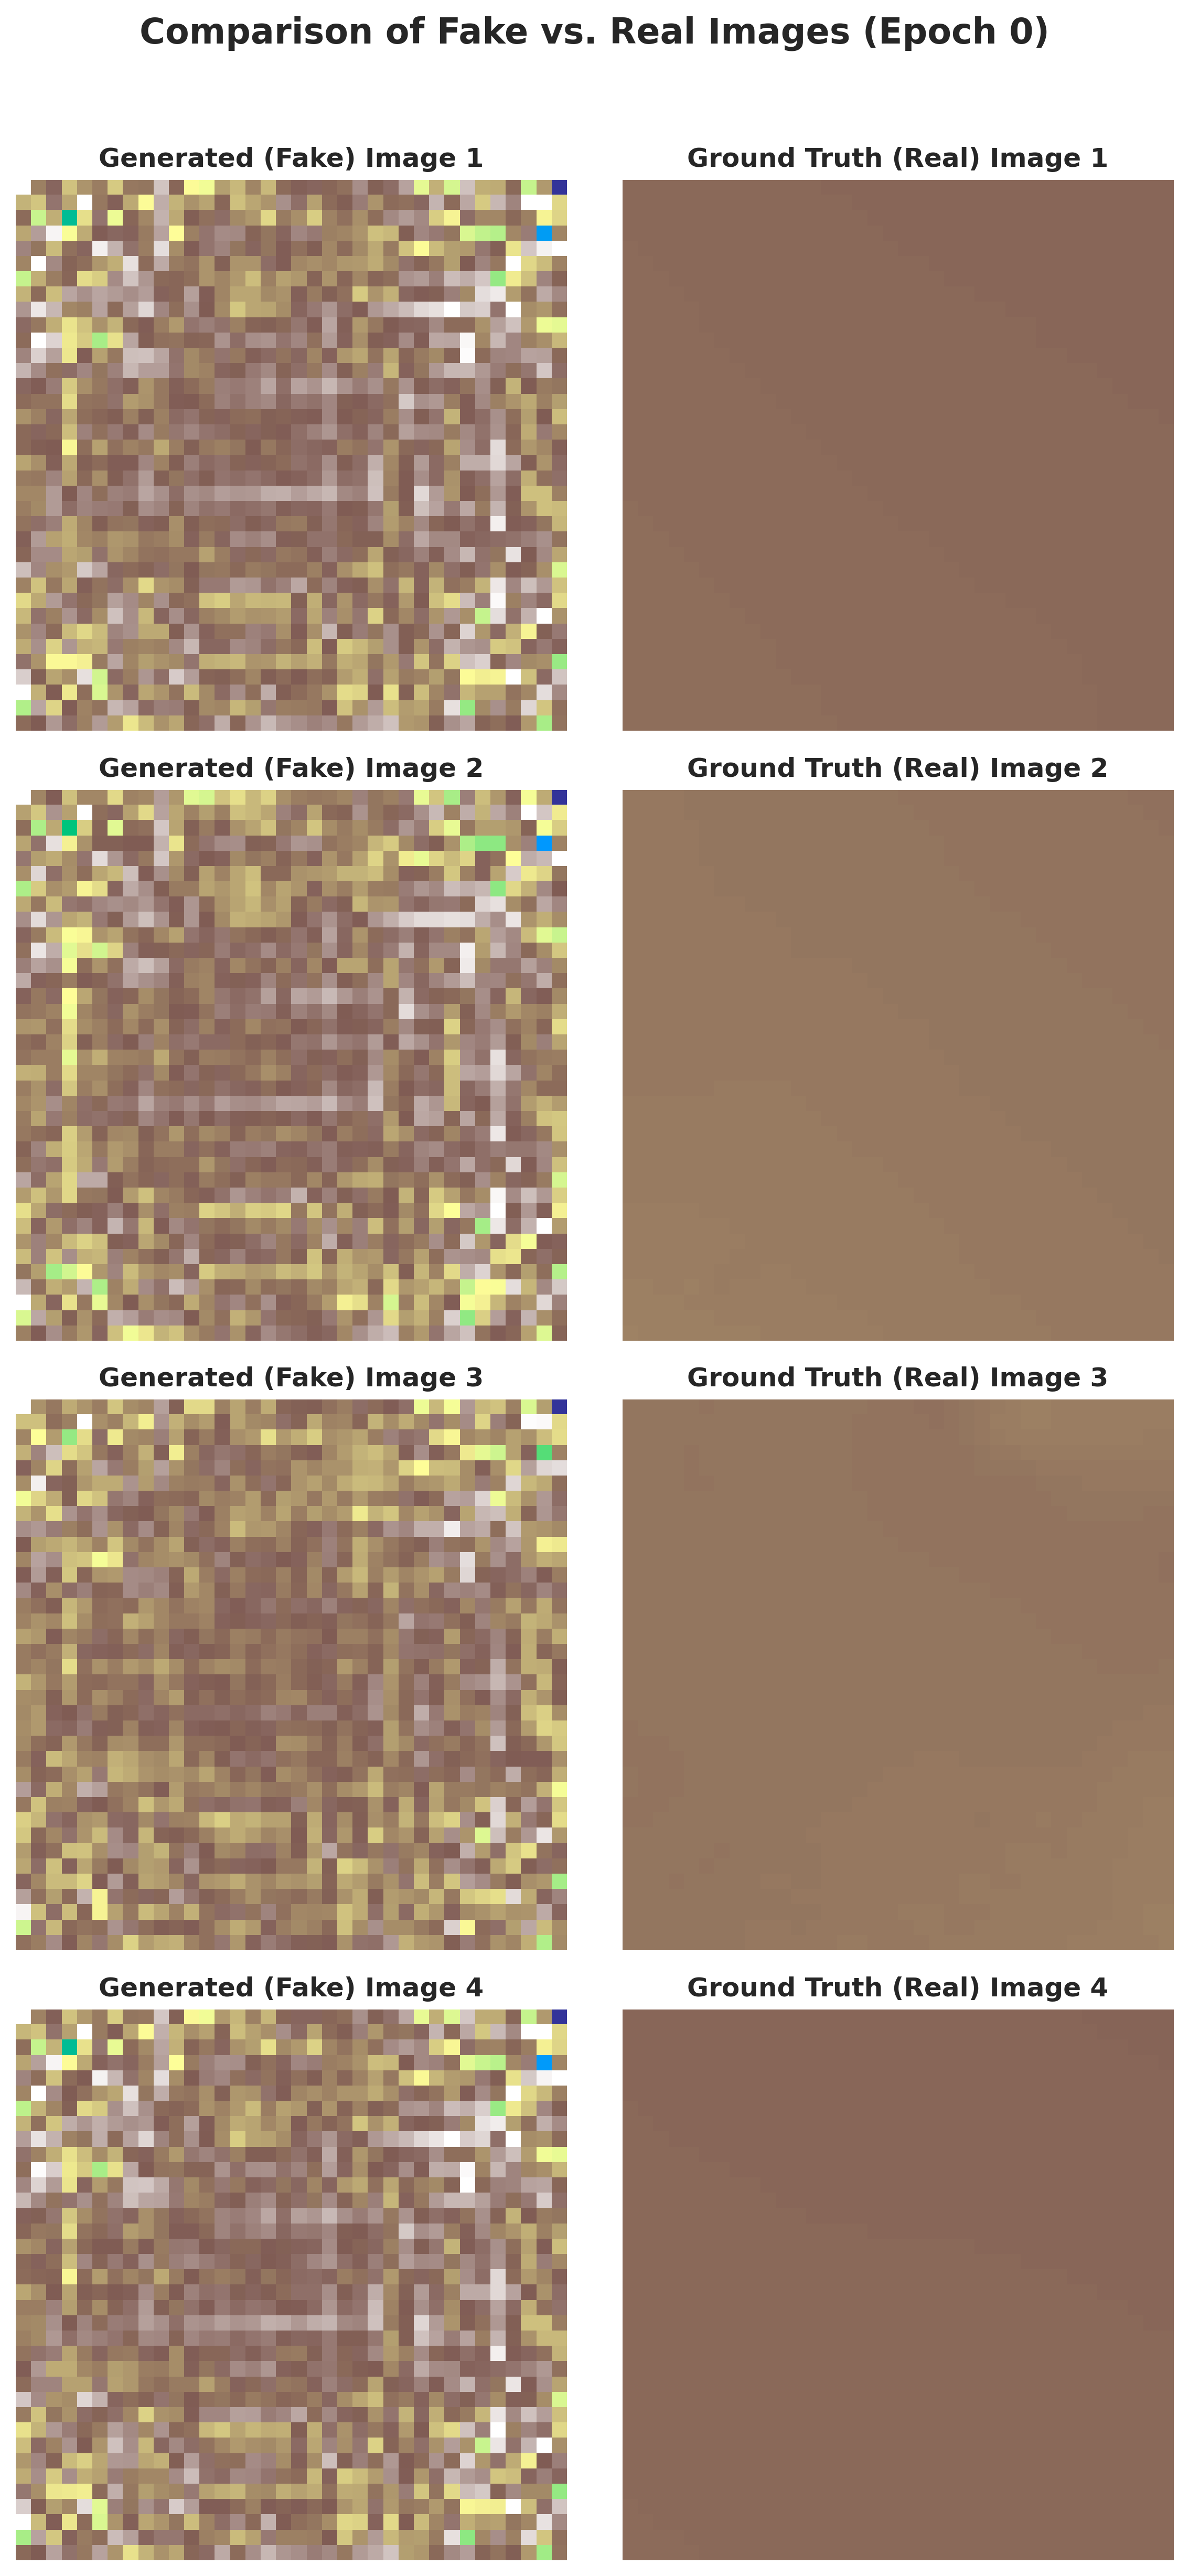 Comparison of Fake vs. Real Images (Epoch 0)
Generated (Fake) Image 1
Ground Truth (Real) Image 1
Generated (Fake) Image 2
Ground Truth (Real) Image 2
Generated (Fake) Image 3
Ground Truth (Real) Image 3
Generated (Fake) Image 4
Ground Truth (Real) Image 4